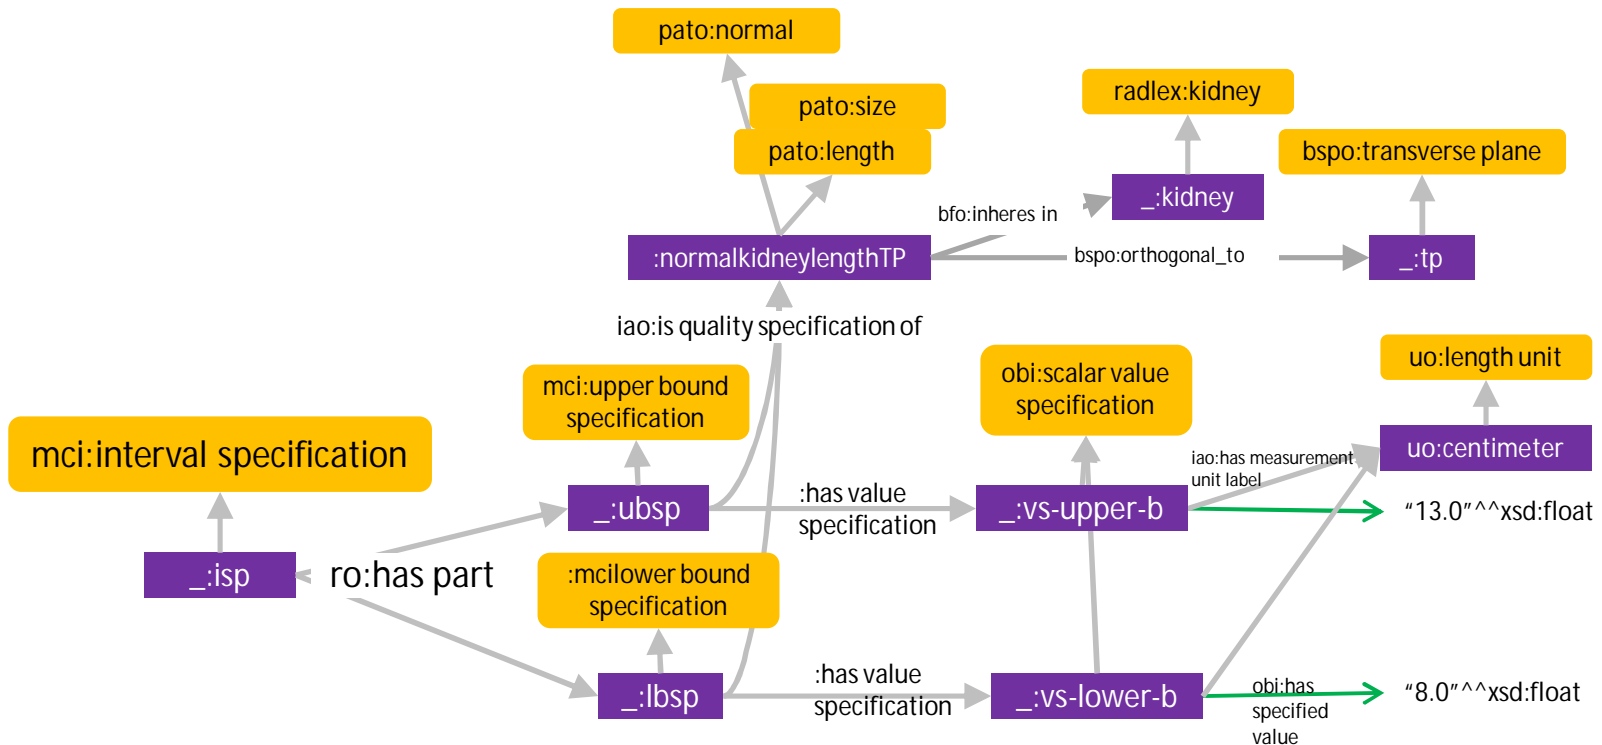 pato:normal
pato:size
pato:length
radlex:kidney
bspo:transverse plane
_:kidney
bfo:inheres in
:normalkidneylengthTP
bspo:orthogonal_to
_:tp
iao:is quality specification of
uo:length unit
mci:upper bound
specification
obi:scalar value
specification
mci:interval specification
uo:centimeter
iao:has measurement
unit label
_:ubsp
:has value
specification
_:vs-upper-b
“13.0”^^xsd:float
_:isp
ro:has part
:mcilower bound
specification
_:lbsp
:has value
specification
_:vs-lower-b
obi:has
specified
value
“8.0”^^xsd:float